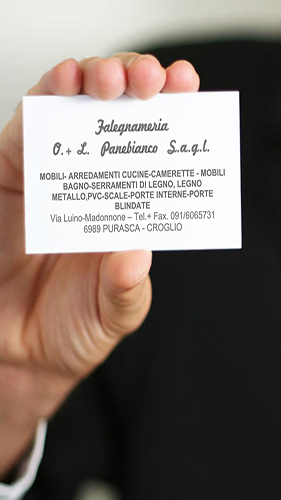 Falegnameria
O. + L. Panebianco S.a.g.l.
MOBILI- ARREDAMENTI CUCINE-CAMERETTE - MOBILI
BAGNO-SERRAMENTI DI LEGNO, LEGNO
METALLO,PVC-SCALE-PORTE INTERNE-PORTE
BLINDATE
Via Luino-Madonnone – Tel.+ Fax. 091/6065731
6989 PURASCA - CROGLIO